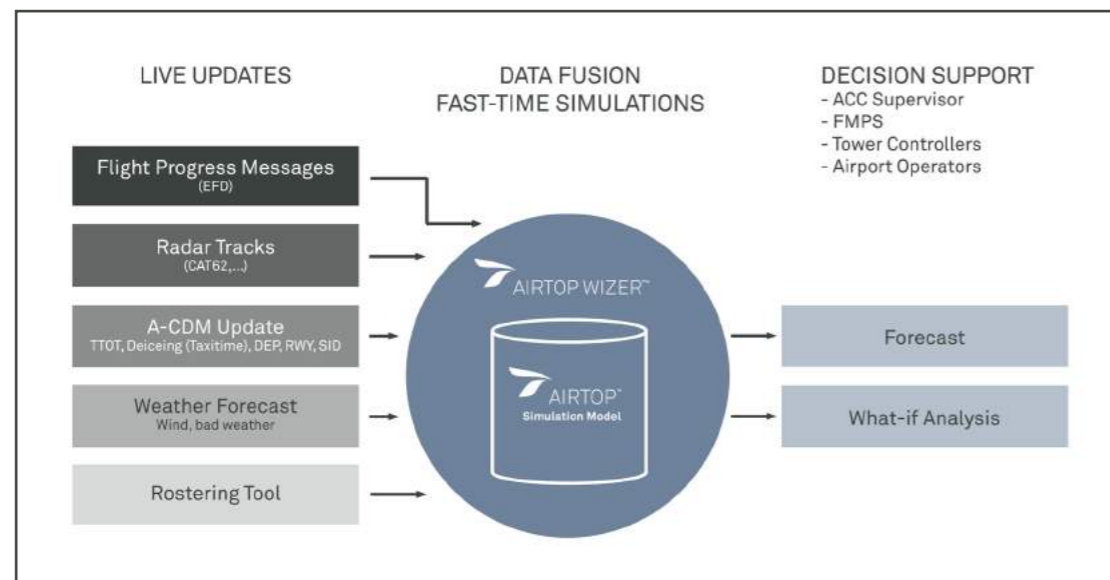 LIVE UPDATES
Flight Progress Messages
(EFD)
Radar Tracks
(CAT62,...)
A-CDM Update
TTOT, Deiceing (Taxitime), DEP, RWY, SID
Weather Forecast
Wind, bad weather
Rostering Tool
DATA FUSION
FAST-TIME SIMULATIONS
AIRTOP WIZER™
AIRTOP™
Simulation Model
DECISION SUPPORT
- ACC Supervisor
- FMPS
- Tower Controllers
- Airport Operators
Forecast
What-if Analysis